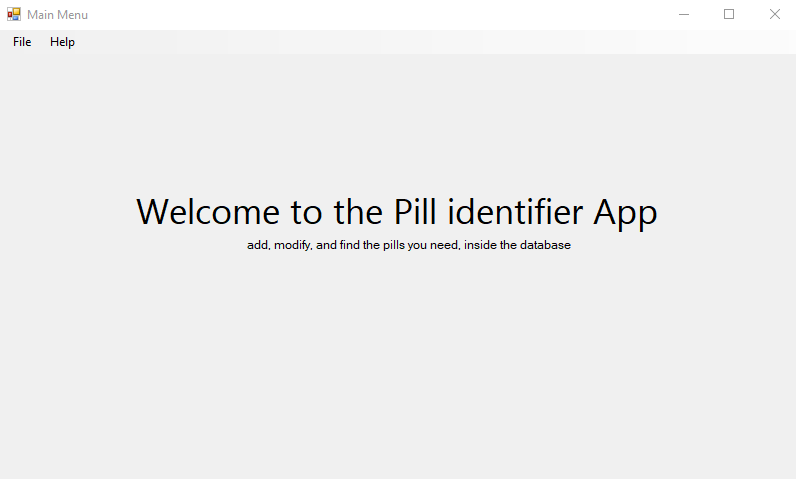 Main Menu
File Help
Welcome to the Pill identifier App
add, modify, and find the pills you need, inside the database